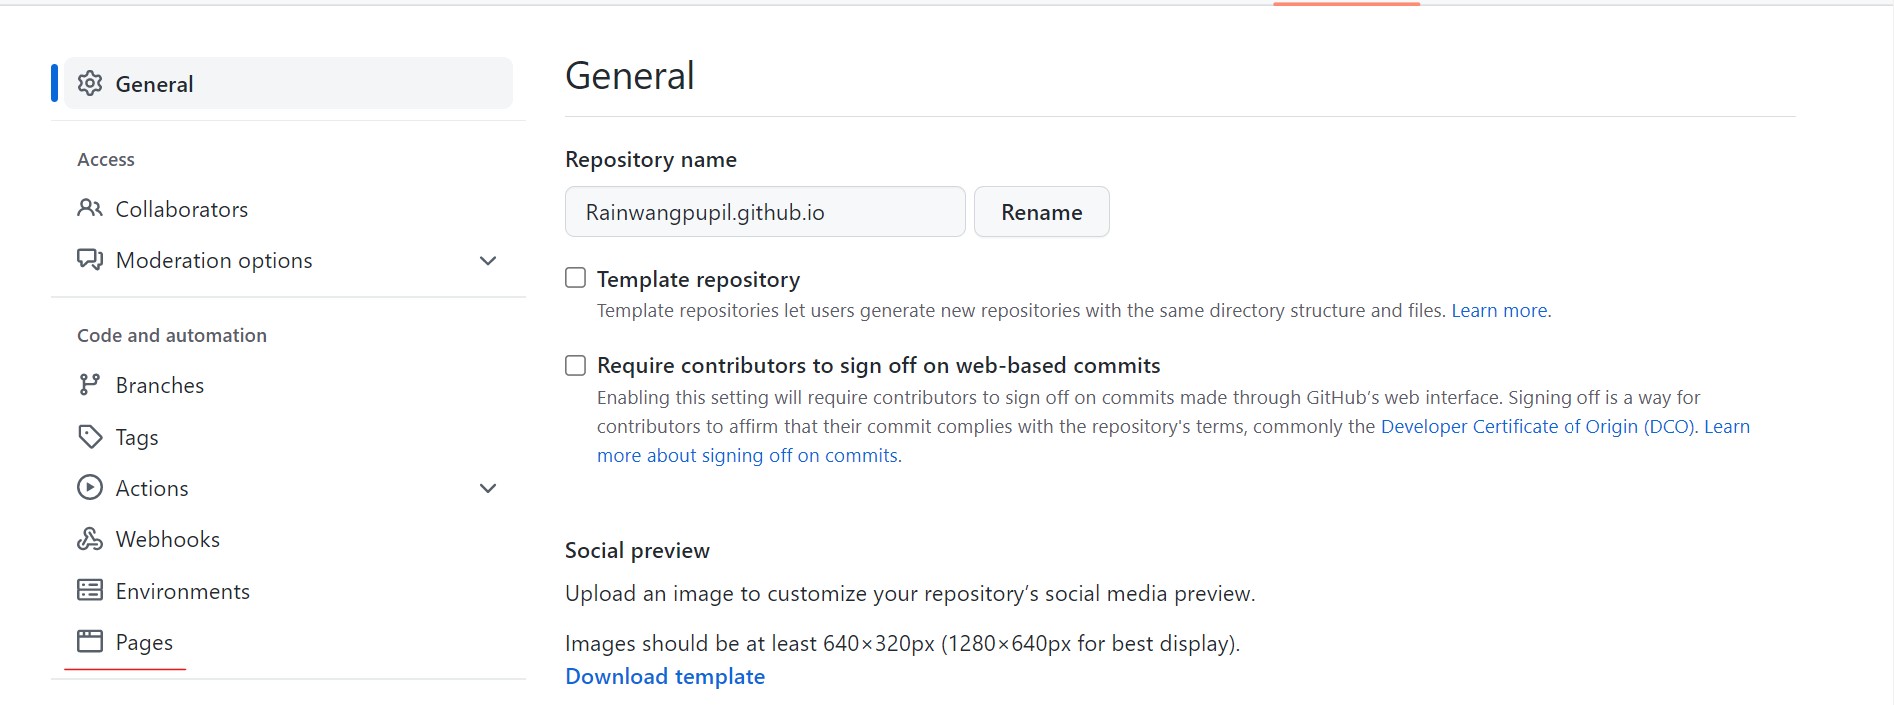 General
Access
Collaborators
Moderation options
Code and automation
Branches
Tags
Actions
Webhooks
Environments
Pages
General
Repository name
Rainwangpupil.github.io
Rename
Template repository
Template repositories let users generate new repositories with the same directory structure and files. Learn more.
Require contributors to sign off on web-based commits
Enabling this setting will require contributors to sign off on commits made through GitHub’s web interface. Signing off is a way for
contributors to affirm that their commit complies with the repository's terms, commonly the Developer Certificate of Origin (DCO). Learn
more about signing off on commits.
Social preview
Upload an image to customize your repository’s social media preview.
Images should be at least 640×320px (1280×640px for best display).
Download template